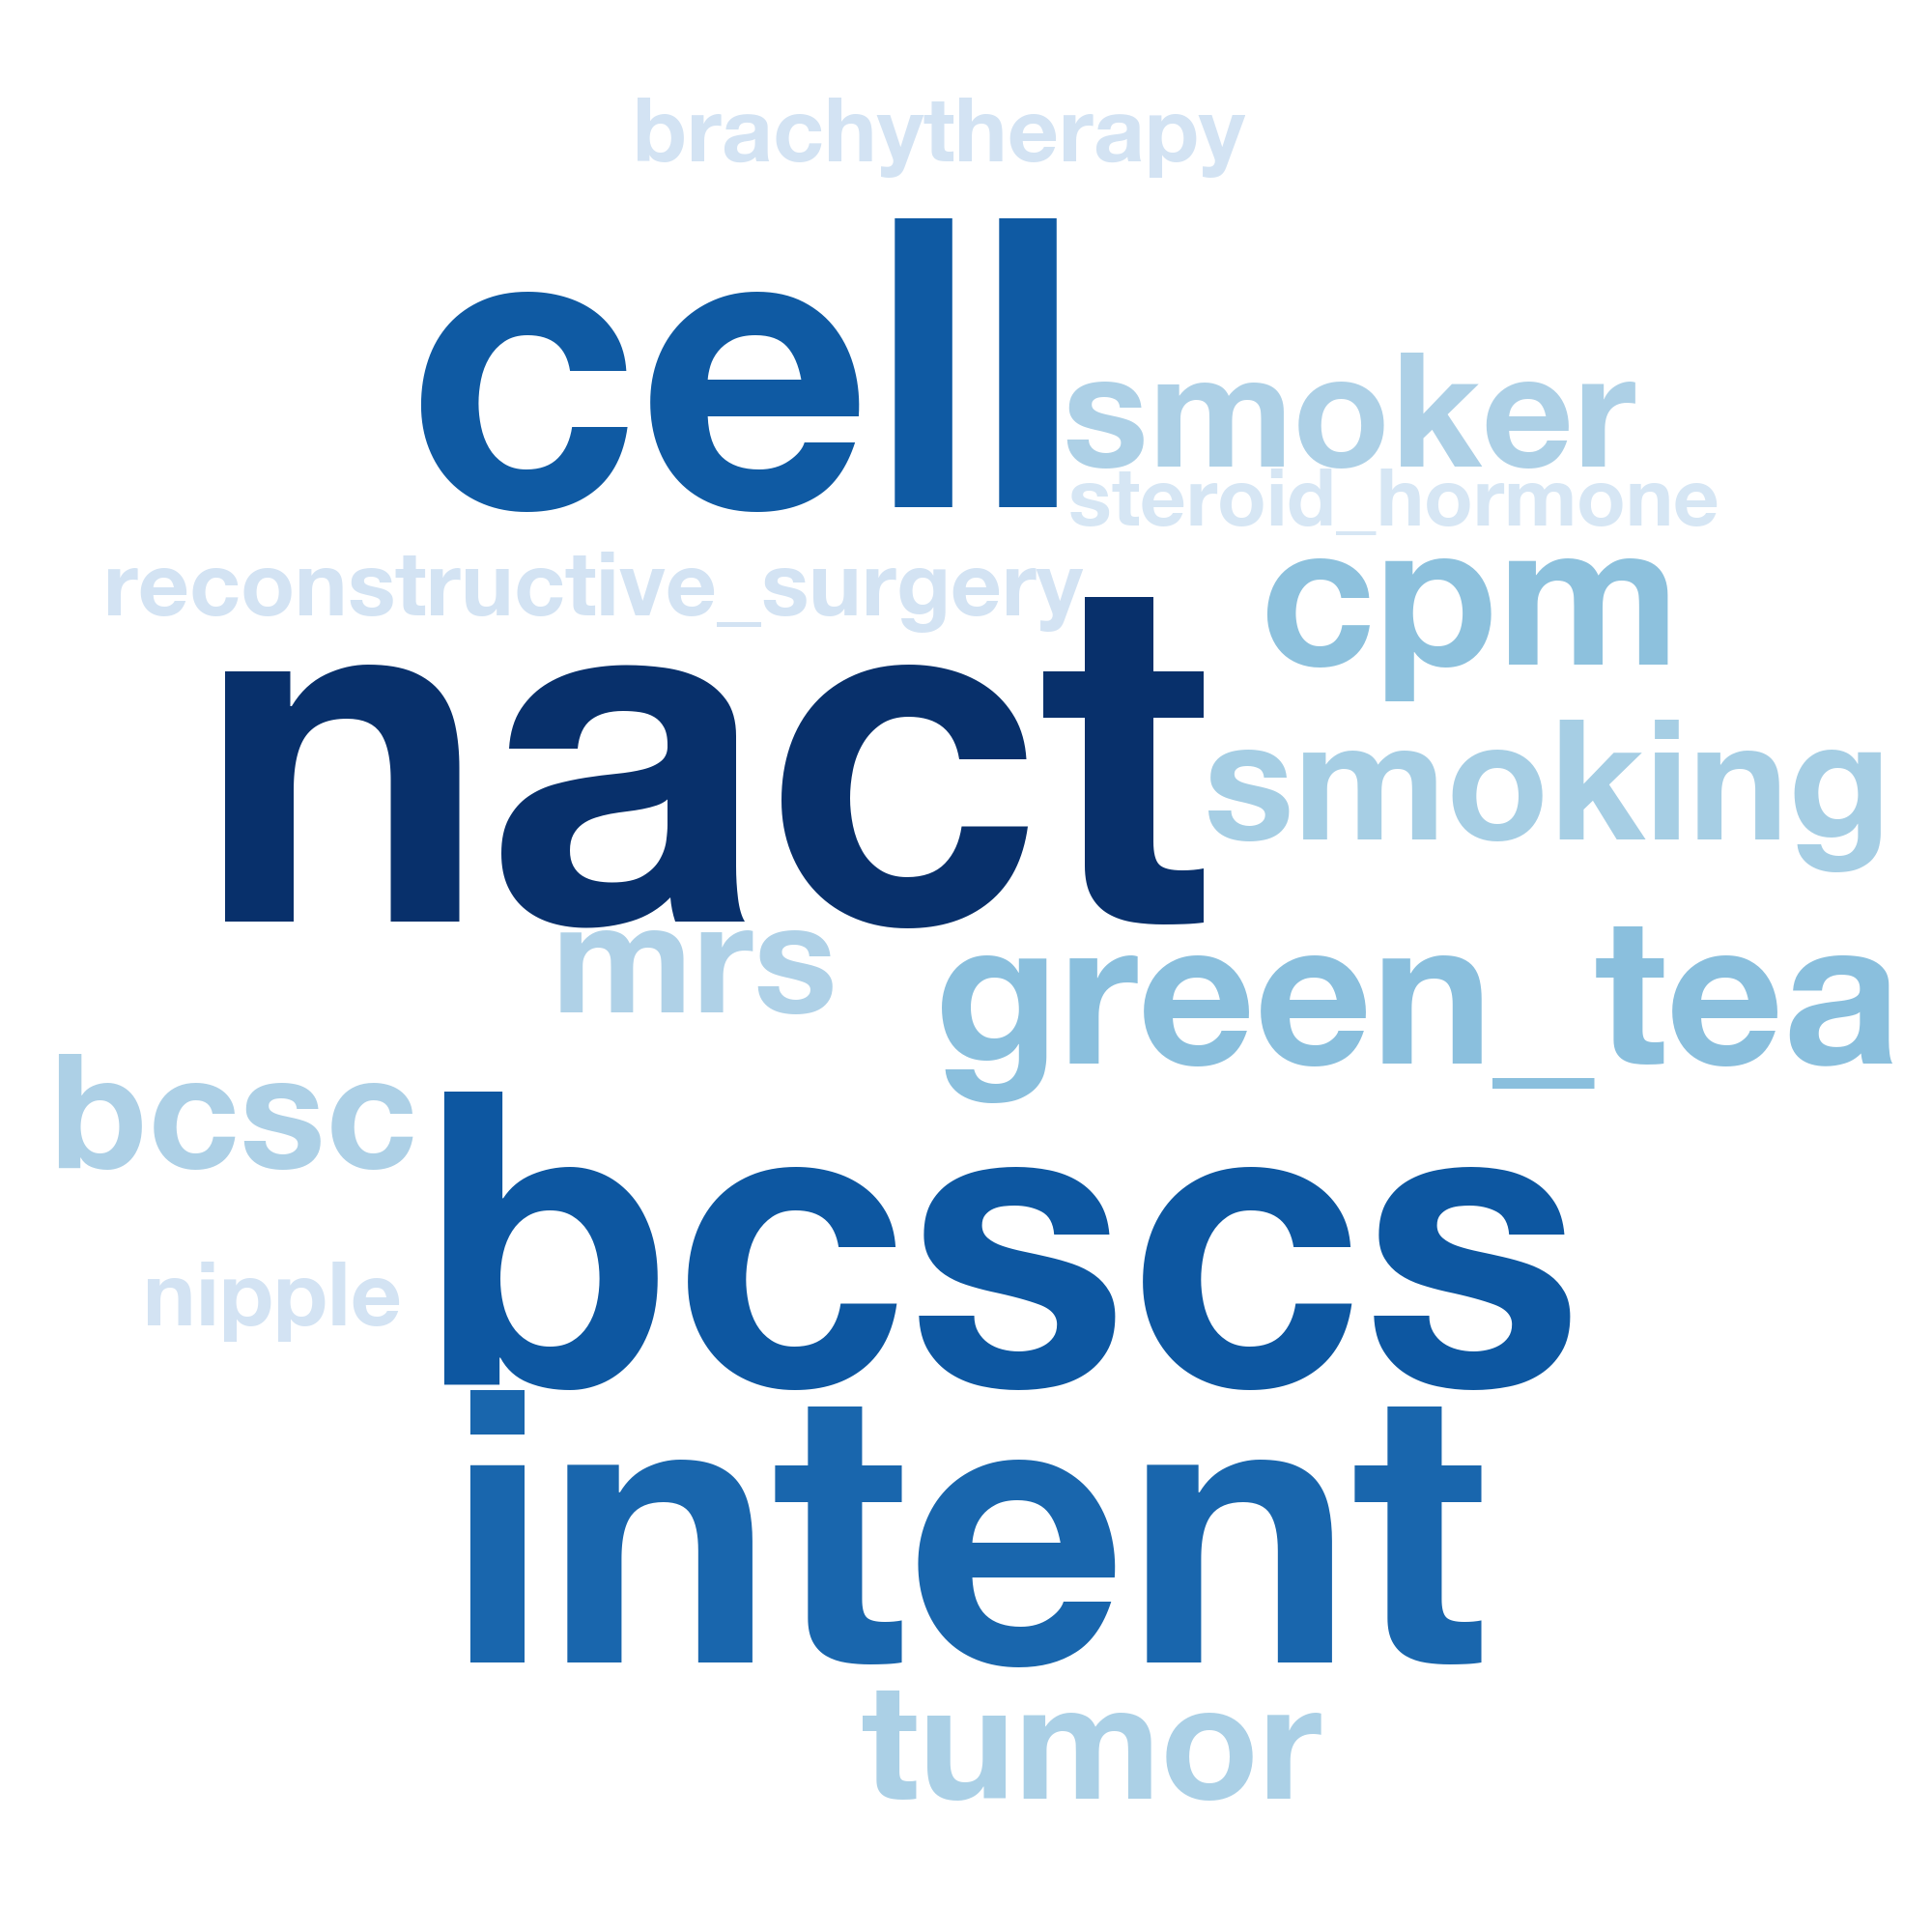 brachytherapy
cell
smoker
steroid_hormone
reconstructive_surgery
cpm
nact
smoking
mrs
green_tea
bcsc
bcscs
nipple
intent
tumor